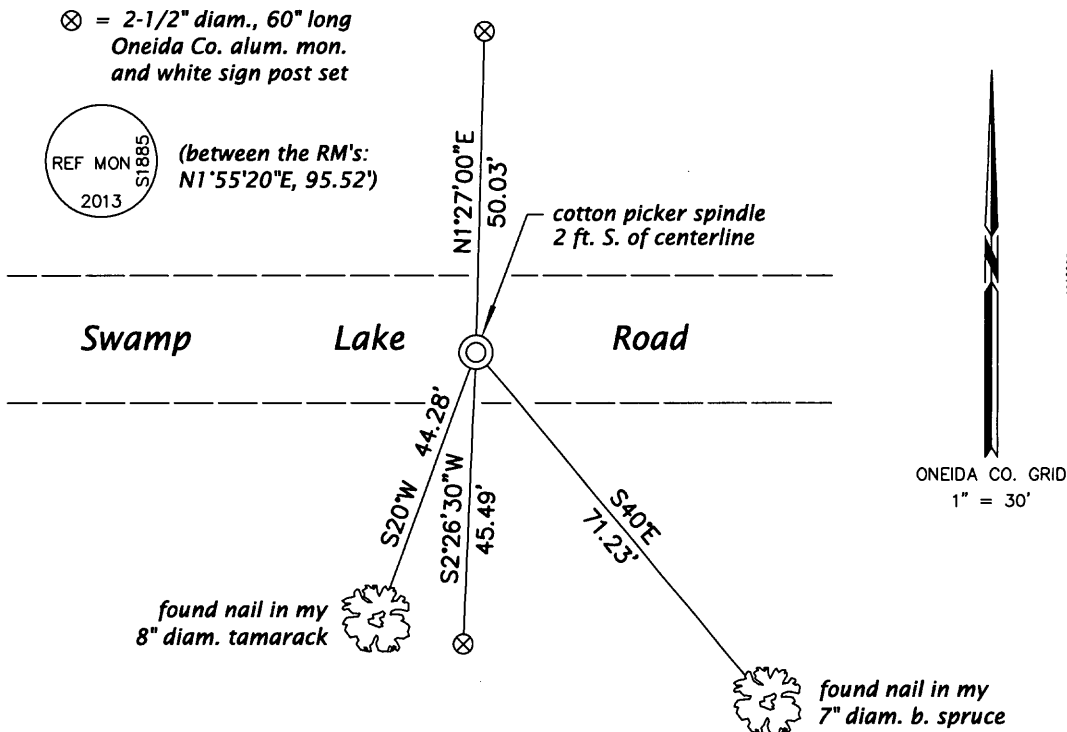 ⊗ = 2-1/2" diam., 60" long
Oneida Co. alum. mon.
and white sign post set
REF MON
S1885
2013
(between the RM's:
N1°55'20"E, 95.52')
N1°27'00"E
50.03'
cotton picker spindle
2 ft. S. of centerline
Swamp Lake Road
S20°W 44.28'
S2°26'30"W
45.49'
S40°E
71.23'
found nail in my
8" diam. tamarack
found nail in my
7" diam. b. spruce
N
ONEIDA CO. GRID
1" = 30'